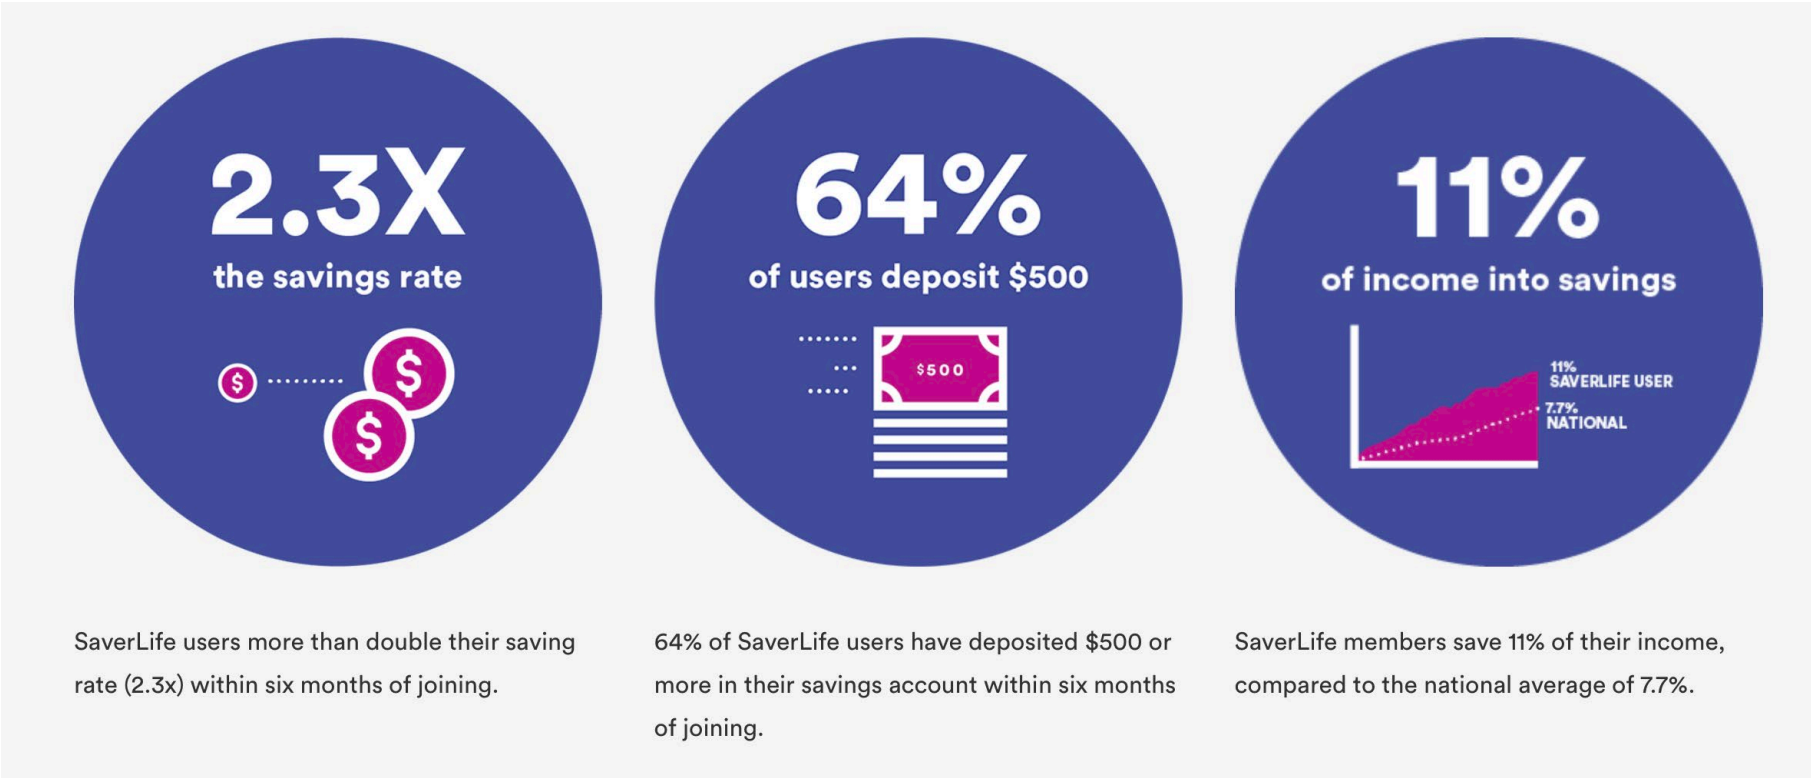 2.3X
the savings rate
$
$
$
SaverLife users more than double their saving
rate (2.3x) within six months of joining.
64%
of users deposit $500
$500
64% of SaverLife users have deposited $500 or
more in their savings account within six months
of joining.
11%
of income into savings
11%
SAVERLIFE USER
7.7%
NATIONAL
SaverLife members save 11% of their income,
compared to the national average of 7.7%.